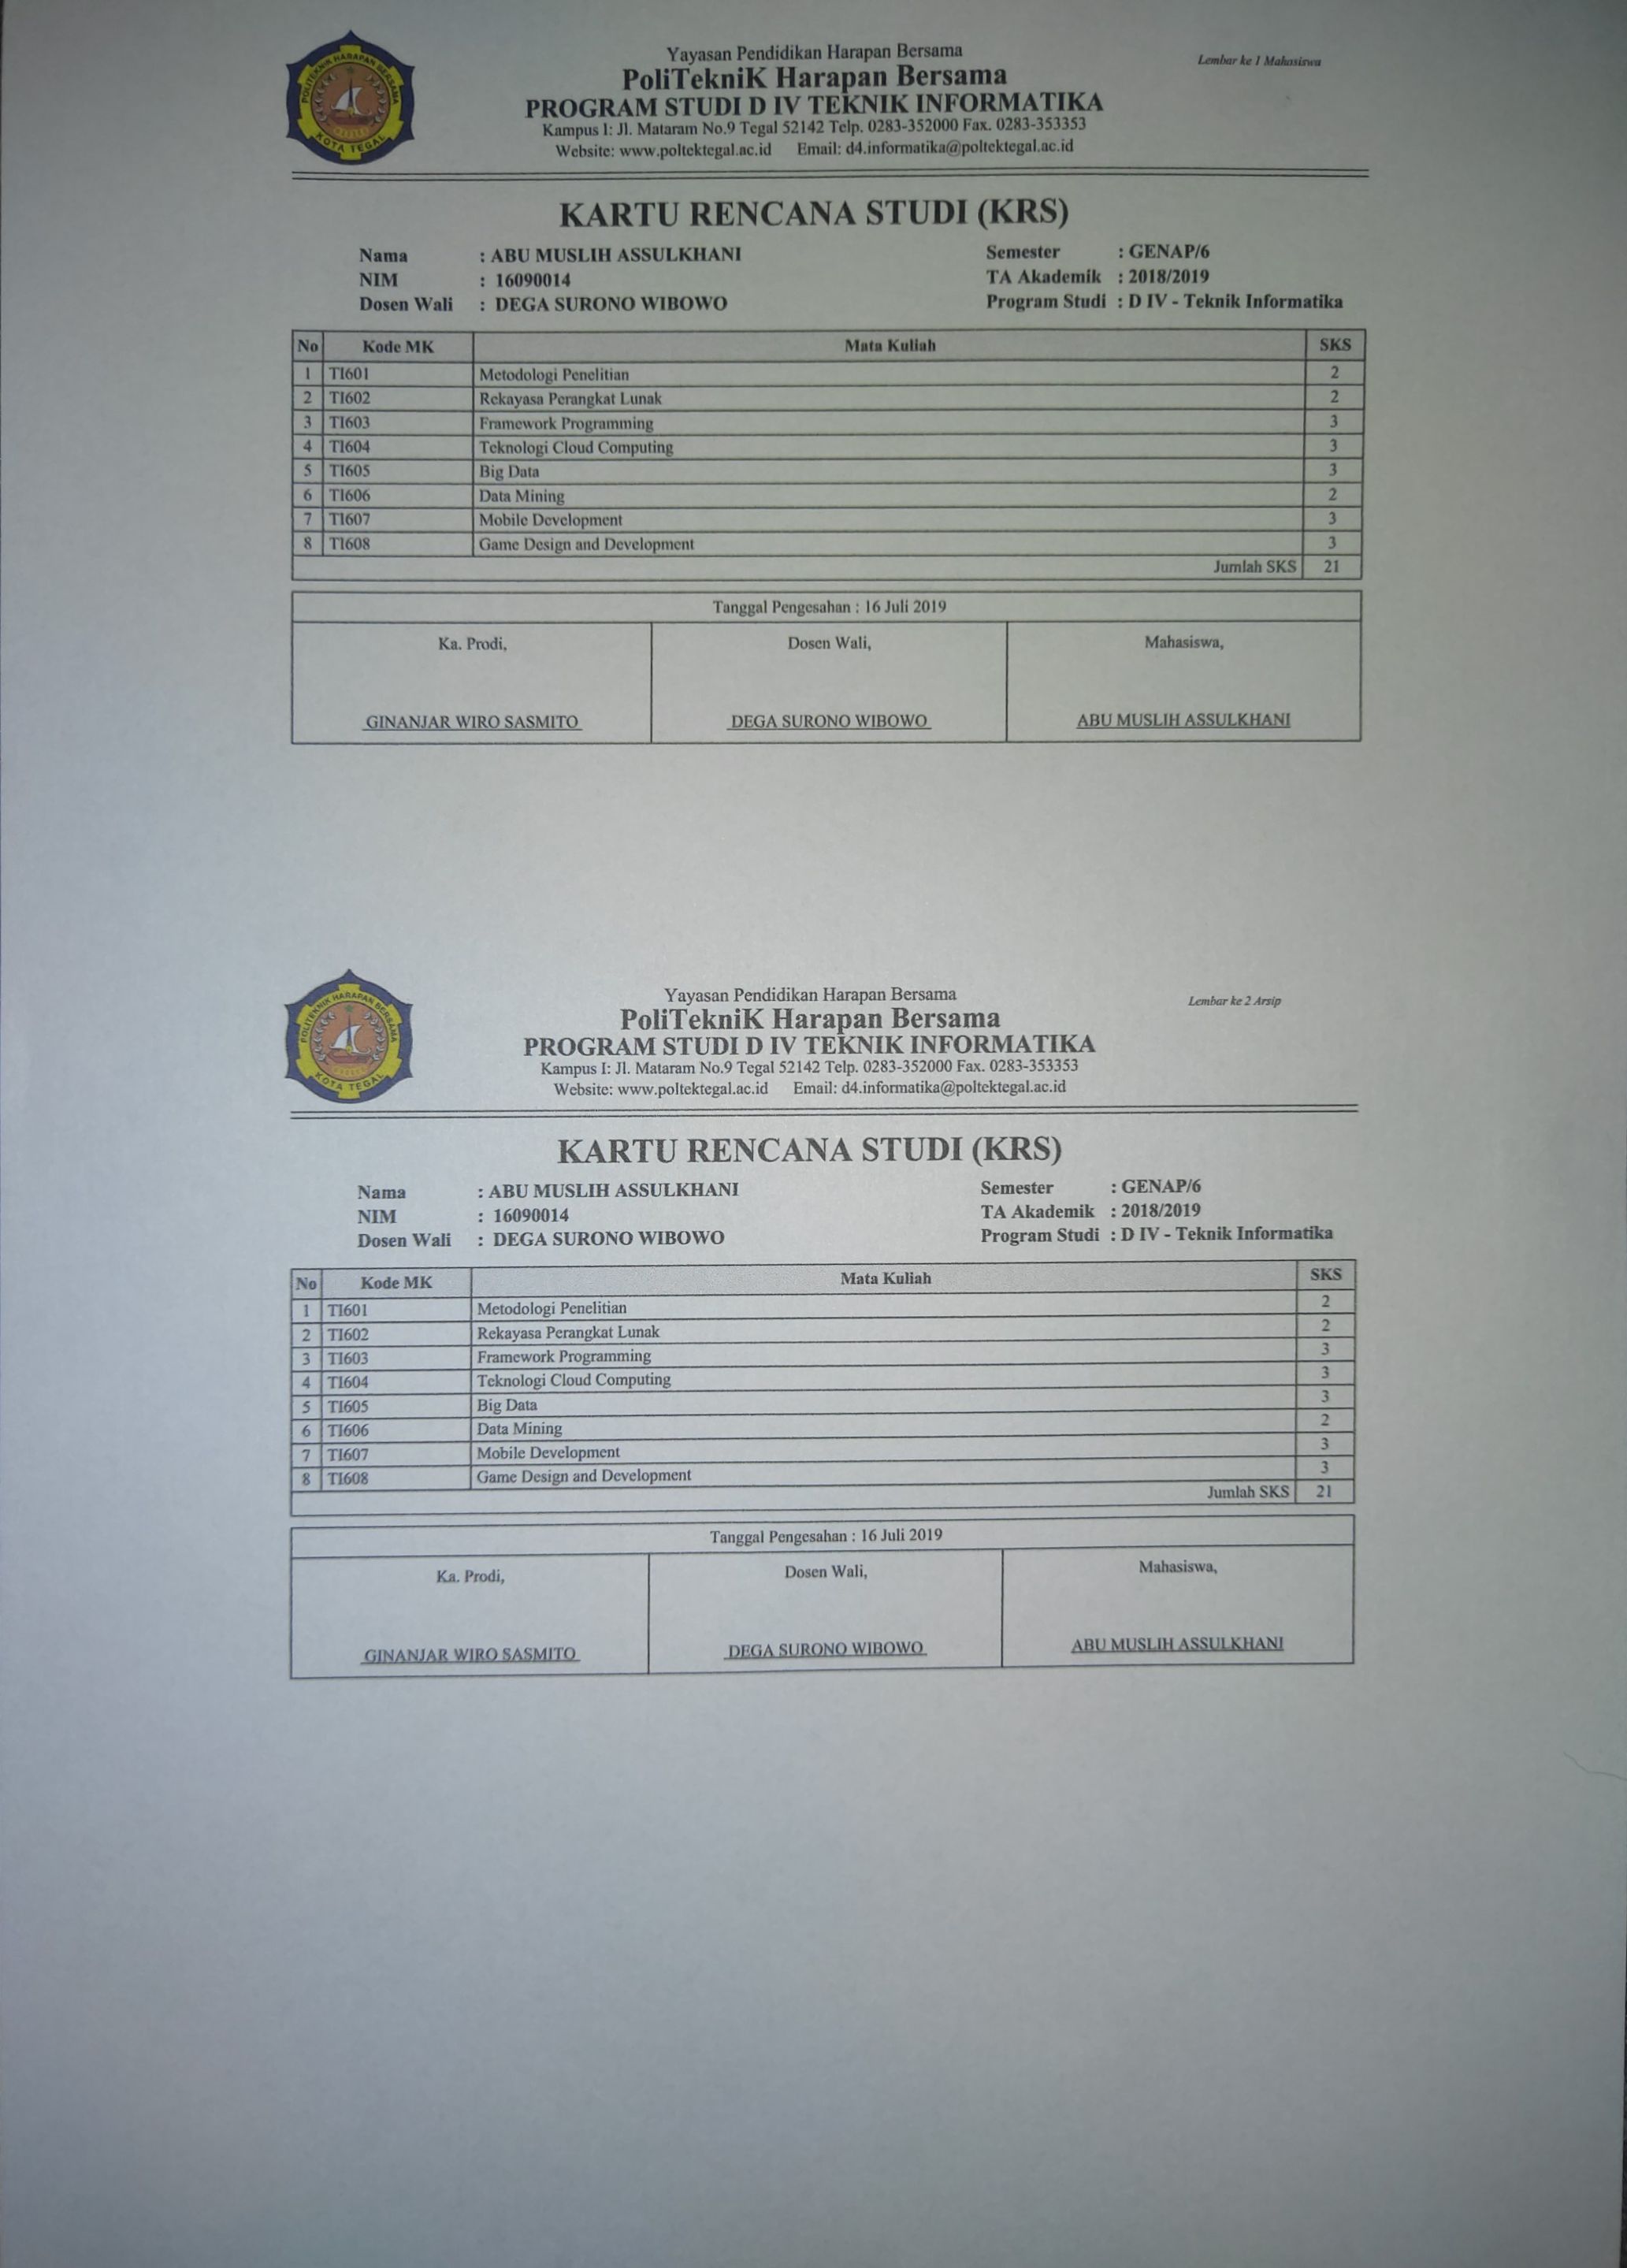 POLITEKNIK HARAPAN BERSAMA
KOTA TEGAL
Yayasan Pendidikan Harapan Bersama
PoliTekniK Harapan Bersama
PROGRAM STUDI D IV TEKNIK INFORMATIKA
Kampus I: Jl. Mataram No.9 Tegal 52142 Telp. 0283-352000 Fax. 0283-353353
Website: www.poltektegal.ac.id Email: d4.informatika@poltektegal.ac.id
Lembar ke 1 Mahasiswa
KARTU RENCANA STUDI (KRS)
Nama : ABU MUSLIH ASSULKHANI Semester : GENAP/6
NIM : 16090014 TA Akademik : 2018/2019
Dosen Wali : DEGA SURONO WIBOWO Program Studi : D IV - Teknik Informatika
No Kode MK Mata Kuliah SKS
1 TI601 Metodologi Penelitian 2
2 TI602 Rekayasa Perangkat Lunak 2
3 TI603 Framework Programming 3
4 TI604 Teknologi Cloud Computing 3
5 TI605 Big Data 3
6 TI606 Data Mining 2
7 TI607 Mobile Development 3
8 TI608 Game Design and Development 3
Jumlah SKS 21
Tanggal Pengesahan : 16 Juli 2019
Ka. Prodi, Dosen Wali, Mahasiswa,
GINANJAR WIRO SASMITO DEGA SURONO WIBOWO ABU MUSLIH ASSULKHANI
POLITEKNIK HARAPAN BERSAMA
KOTA TEGAL
Yayasan Pendidikan Harapan Bersama
PoliTekniK Harapan Bersama
PROGRAM STUDI D IV TEKNIK INFORMATIKA
Kampus I: Jl. Mataram No.9 Tegal 52142 Telp. 0283-352000 Fax. 0283-353353
Website: www.poltektegal.ac.id Email: d4.informatika@poltektegal.ac.id
Lembar ke 2 Arsip
KARTU RENCANA STUDI (KRS)
Nama : ABU MUSLIH ASSULKHANI Semester : GENAP/6
NIM : 16090014 TA Akademik : 2018/2019
Dosen Wali : DEGA SURONO WIBOWO Program Studi : D IV - Teknik Informatika
No Kode MK Mata Kuliah SKS
1 TI601 Metodologi Penelitian 2
2 TI602 Rekayasa Perangkat Lunak 2
3 TI603 Framework Programming 3
4 TI604 Teknologi Cloud Computing 3
5 TI605 Big Data 3
6 TI606 Data Mining 2
7 TI607 Mobile Development 3
8 TI608 Game Design and Development 3
Jumlah SKS 21
Tanggal Pengesahan : 16 Juli 2019
Ka. Prodi, Dosen Wali, Mahasiswa,
GINANJAR WIRO SASMITO DEGA SURONO WIBOWO ABU MUSLIH ASSULKHANI